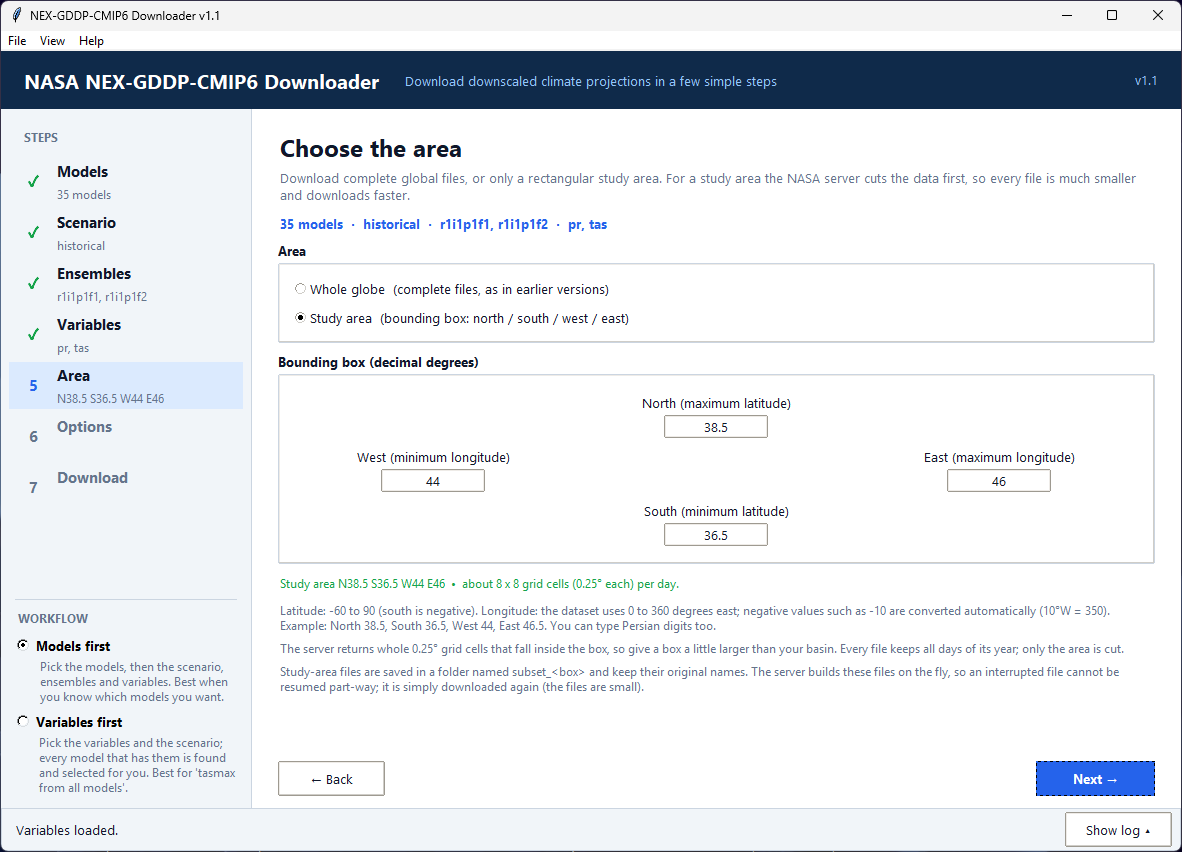 NEX-GDDP-CMIP6 Downloader v1.1
File View Help
NASA NEX-GDDP-CMIP6 Downloader
Download downscaled climate projections in a few simple steps
v1.1
STEPS
✓ Models
35 models
✓ Scenario
historical
✓ Ensembles
r1i1p1f1, r1i1p1f2
✓ Variables
pr, tas
5 Area
N38.5 S36.5 W44 E46
6 Options
7 Download
WORKFLOW
Models first
Pick the models, then the scenario,
ensembles and variables. Best when
you know which models you want.
Variables first
Pick the variables and the scenario;
every model that has them is found
and selected for you. Best for 'tasmax
from all models'.
Choose the area
Download complete global files, or only a rectangular study area. For a study area the NASA server cuts the data first, so every file is much smaller
and downloads faster.
35 models · historical · r1i1p1f1, r1i1p1f2 · pr, tas
Area
Whole globe (complete files, as in earlier versions)
Study area (bounding box: north / south / west / east)
Bounding box (decimal degrees)
North (maximum latitude)
38.5
West (minimum longitude)
44
East (maximum longitude)
46
South (minimum latitude)
36.5
Study area N38.5 S36.5 W44 E46 • about 8 x 8 grid cells (0.25° each) per day.
Latitude: -60 to 90 (south is negative). Longitude: the dataset uses 0 to 360 degrees east; negative values such as -10 are converted automatically (10°W = 350).
Example: North 38.5, South 36.5, West 44, East 46.5. You can type Persian digits too.
The server returns whole 0.25° grid cells that fall inside the box, so give a box a little larger than your basin. Every file keeps all days of its year; only the area is cut.
Study-area files are saved in a folder named subset_<box> and keep their original names. The server builds these files on the fly, so an interrupted file cannot be
resumed part-way; it is simply downloaded again (the files are small).
← Back
Next →
Variables loaded.
Show log ▴